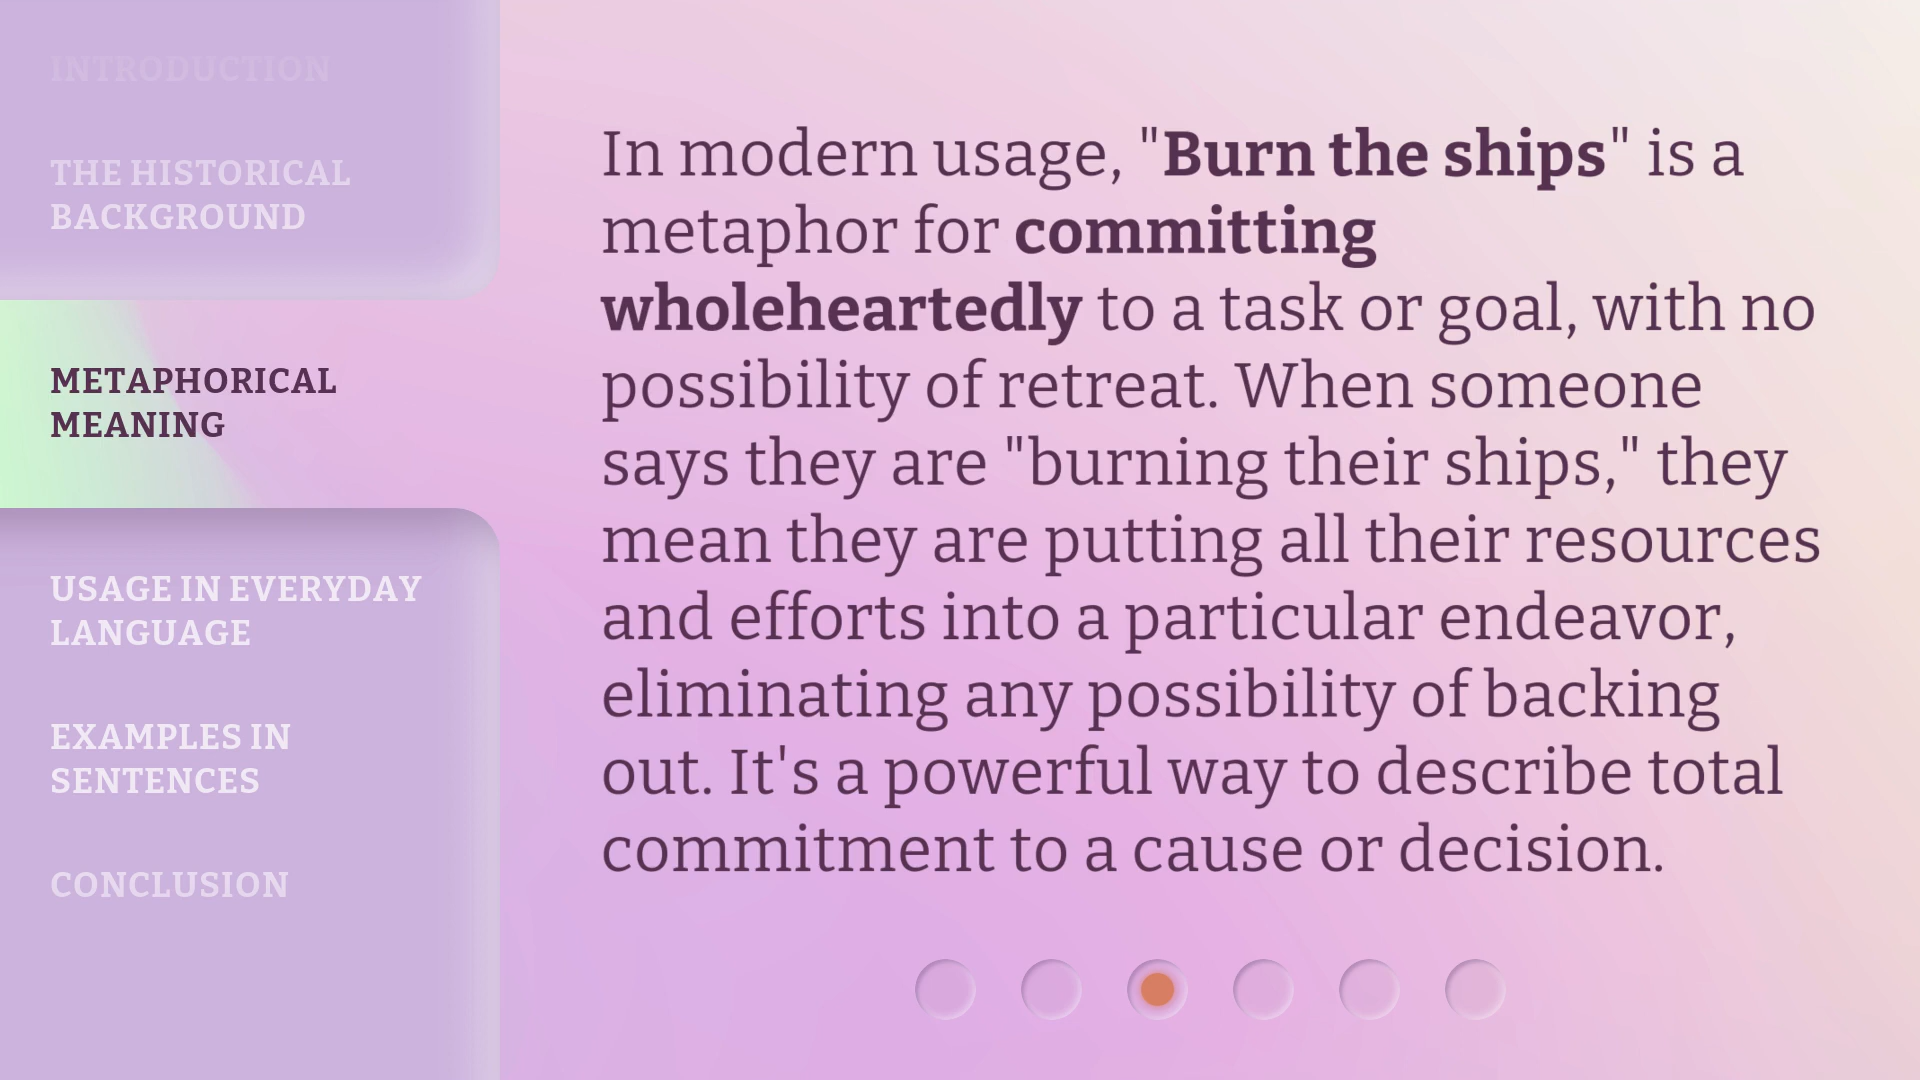 INTRODUCTION
THE HISTORICAL
BACKGROUND
METAPHORICAL
MEANING
USAGE IN EVERYDAY
LANGUAGE
EXAMPLES IN
SENTENCES
CONCLUSION
In modern usage, "Burn the ships" is a
metaphor for committing
wholeheartedly to a task or goal, with no
possibility of retreat. When someone
says they are "burning their ships," they
mean they are putting all their resources
and efforts into a particular endeavor,
eliminating any possibility of backing
out. It's a powerful way to describe total
commitment to a cause or decision.